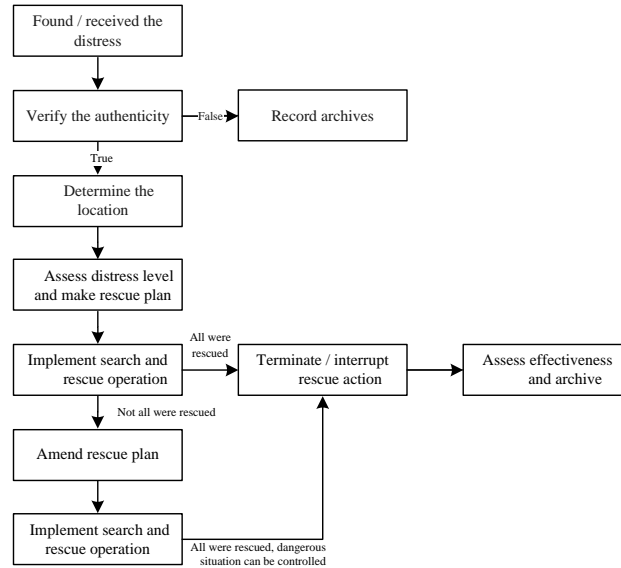 Found / received the
distress
Verify the authenticity
False
Record archives
True
Determine the
location
Assess distress level
and make rescue plan
Implement search and
rescue operation
All were
rescued
Terminate / interrupt
rescue action
Assess effectiveness
and archive
Not all were rescued
Amend rescue plan
Implement search and
rescue operation
All were rescued, dangerous
situation can be controlled